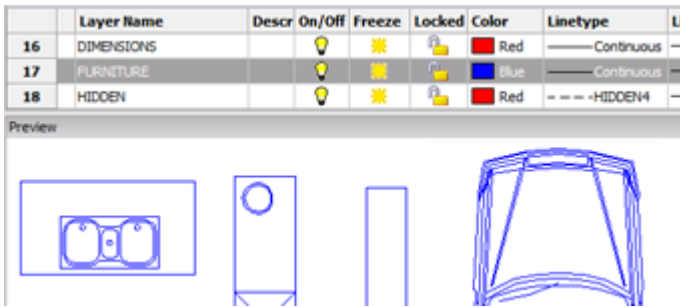 Layer Name Descr On/Off Freeze Locked Color Linetype
16 DIMENSIONS Red Continuous
17 FURNITURE Blue Continuous
18 HIDDEN Red HIDDEN4
Preview